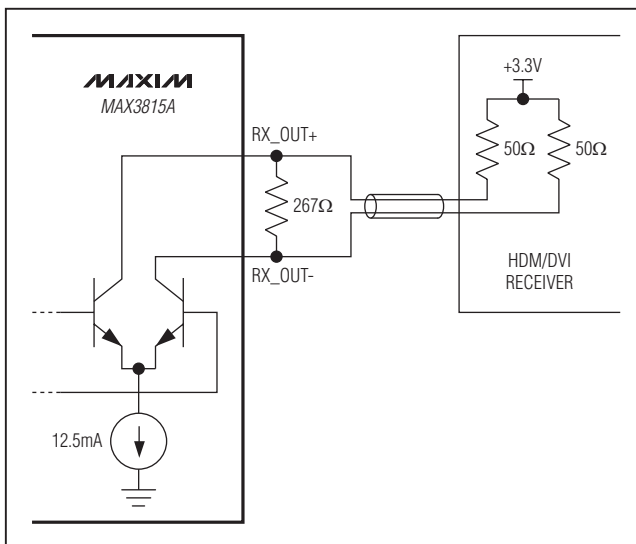 MAXIM
MAX3815A
+3.3V
RX_OUT+
50Ω
50Ω
267Ω
HDM/DVI
RECEIVER
RX_OUT-
12.5mA